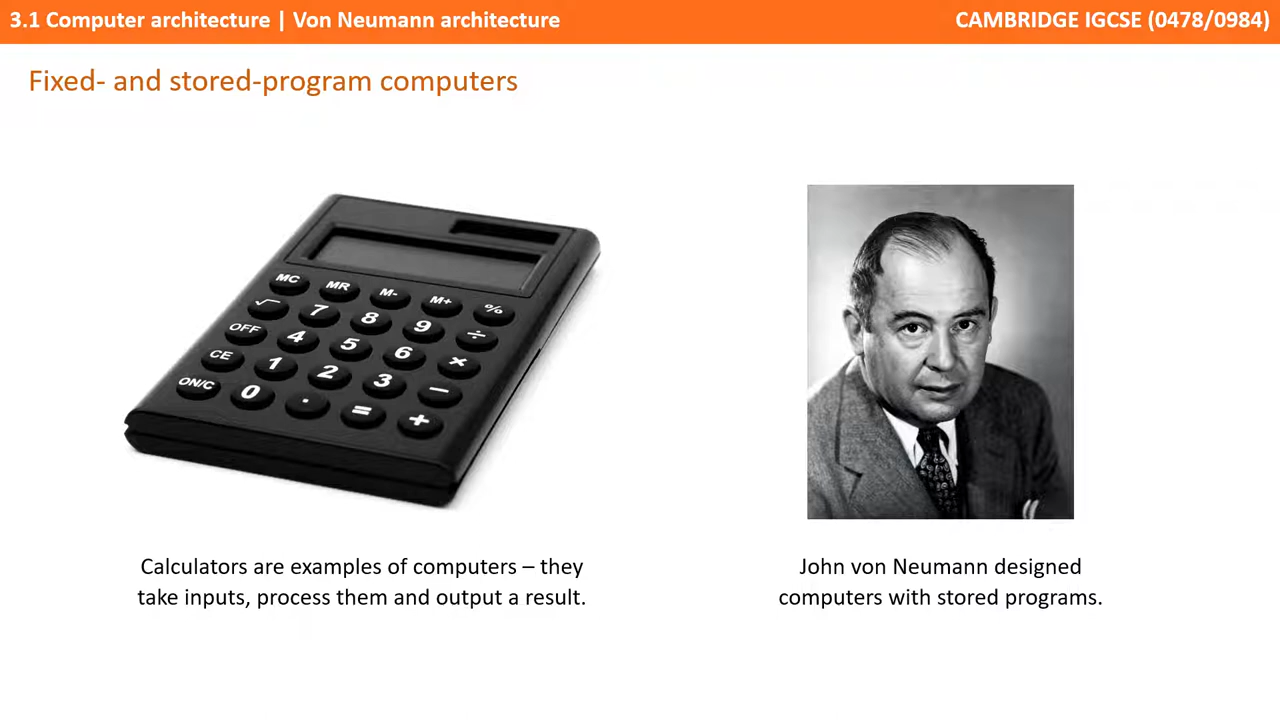 3.1 Computer architecture | Von Neumann architecture
CAMBRIDGE IGCSE (0478/0984)
Fixed- and stored-program computers
MC MR M- M+ %
√ 7 8 9 ÷
OFF 4 5 6 ×
CE 1 2 3 −
ON/C 0 . = +
Calculators are examples of computers – they
take inputs, process them and output a result.
John von Neumann designed
computers with stored programs.